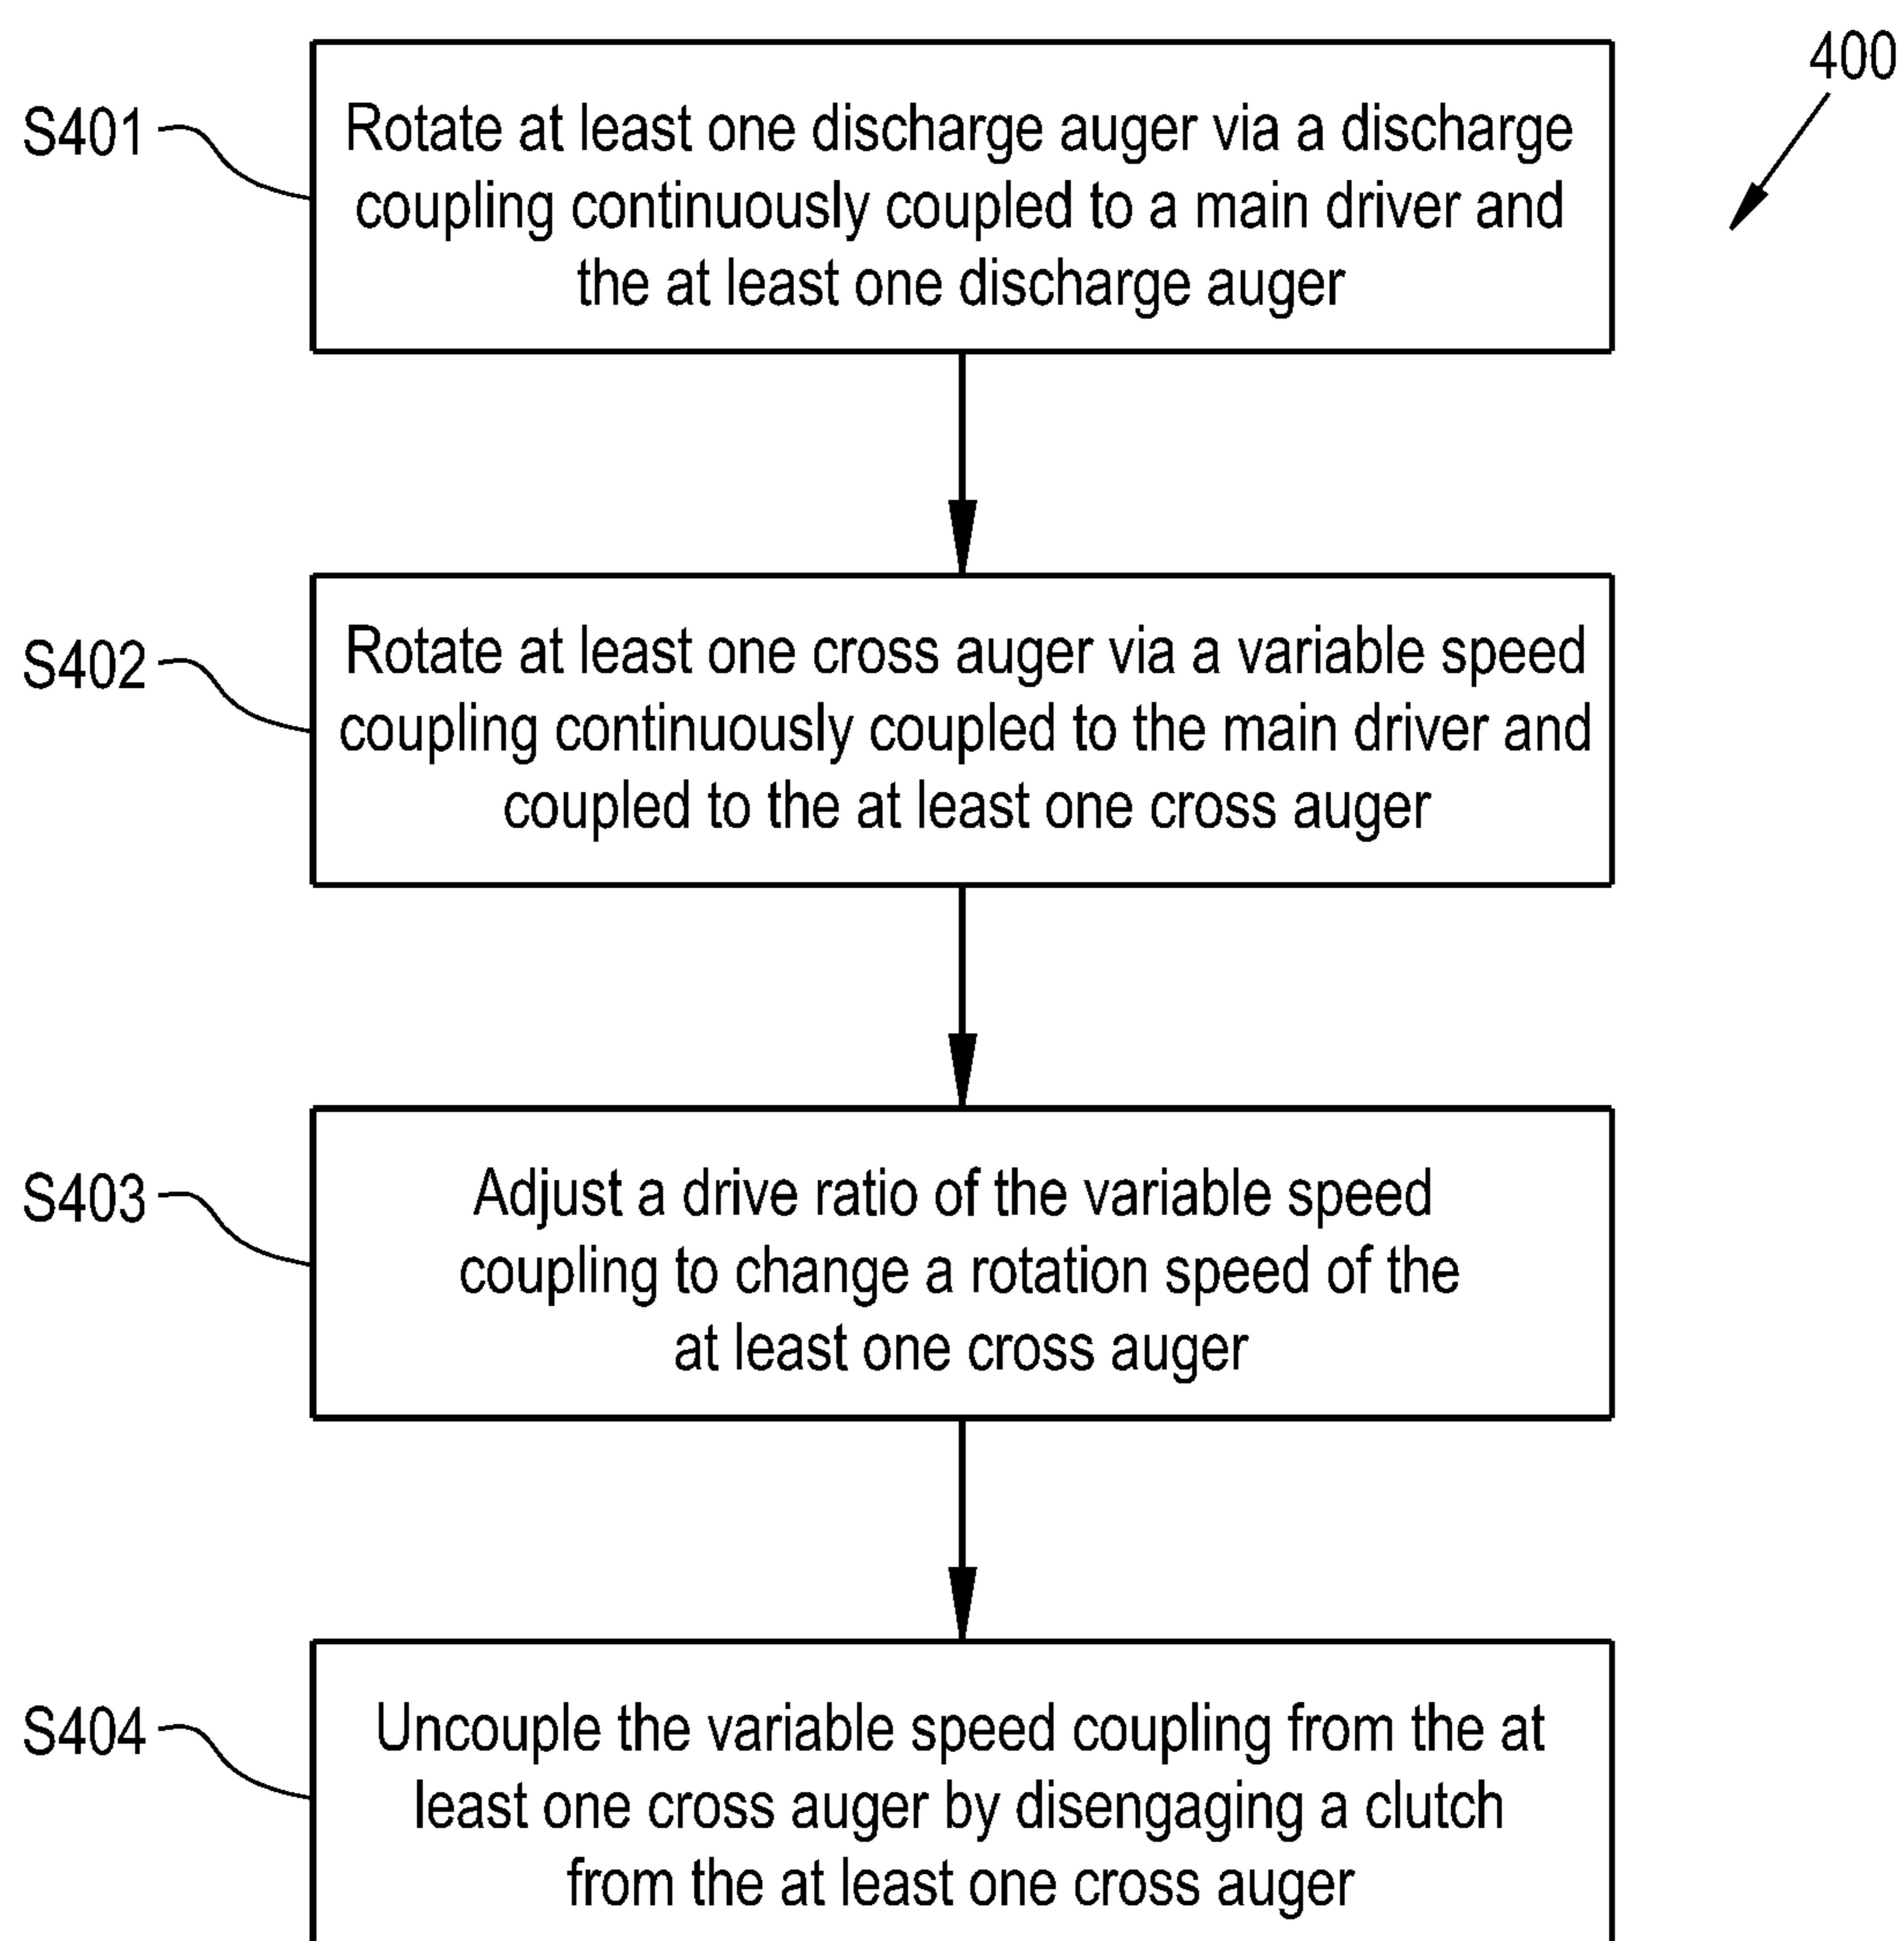 400
S401
Rotate at least one discharge auger via a discharge
coupling continuously coupled to a main driver and
the at least one discharge auger
S402
Rotate at least one cross auger via a variable speed
coupling continuously coupled to the main driver and
coupled to the at least one cross auger
S403
Adjust a drive ratio of the variable speed
coupling to change a rotation speed of the
at least one cross auger
S404
Uncouple the variable speed coupling from the at
least one cross auger by disengaging a clutch
from the at least one cross auger